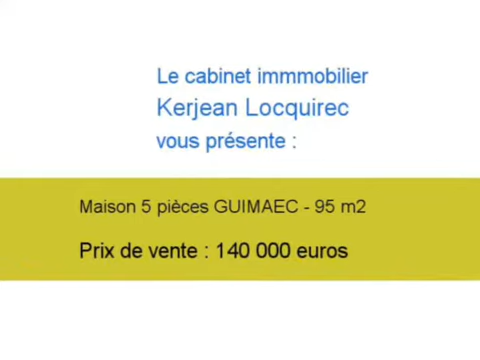 Le cabinet immmobilier
Kerjean Locquirec
vous présente :
Maison 5 pièces GUIMAEC - 95 m2
Prix de vente : 140 000 euros